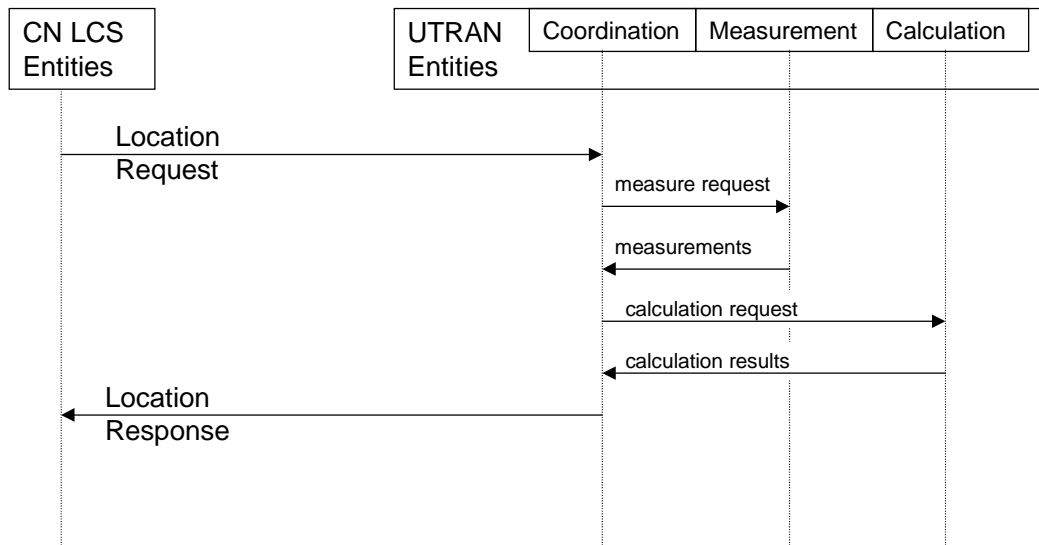 CN LCS
Entities
UTRAN
Entities
Coordination
Measurement
Calculation
Location
Request
measure request
measurements
calculation request
calculation results
Location
Response